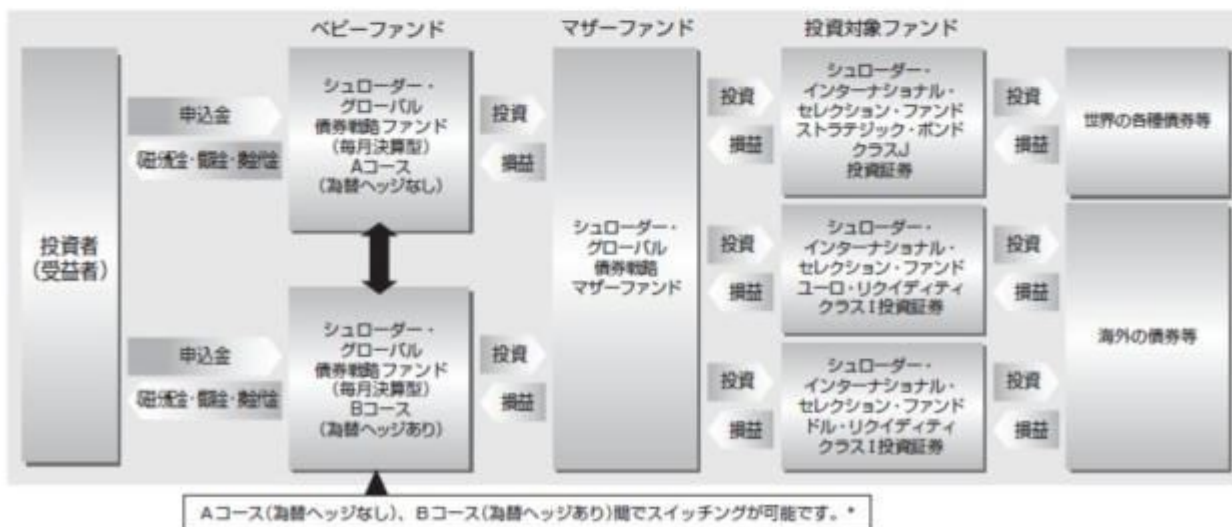 ベビーファンド
マザーファンド
投資対象ファンド
投資者
(受益者)
申込金
シュローダー・
グローバル
債券戦略ファンド
(毎月決算型)
Aコース
(為替ヘッジなし)
投資
損益
申込金
シュローダー・
グローバル
債券戦略ファンド
(毎月決算型)
Bコース
(為替ヘッジあり)
投資
損益
シュローダー・
グローバル
債券戦略
マザーファンド
投資
損益
シュローダー・
インターナショナル・
セレクション・ファンド
ストラテジック・ボンド
クラスJ
投資証券
投資
損益
世界の各種債券等
投資
損益
シュローダー・
インターナショナル・
セレクション・ファンド
ユーロ・リクイディティ
クラスI投資証券
投資
損益
投資
損益
シュローダー・
インターナショナル・
セレクション・ファンド
ドル・リクイディティ
クラスI投資証券
投資
損益
海外の債券等
Aコース(為替ヘッジなし)、Bコース(為替ヘッジあり)間でスイッチングが可能です。*